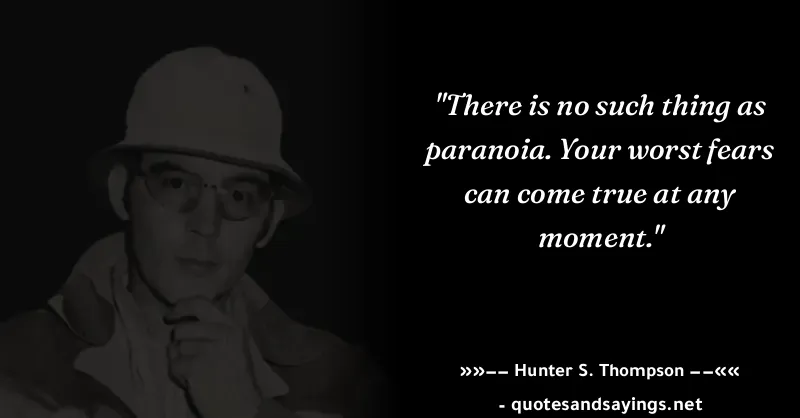 "There is no such thing as
paranoia. Your worst fears
can come true at any
moment."
»»–– Hunter S. Thompson ––««
- quotesandsayings.net